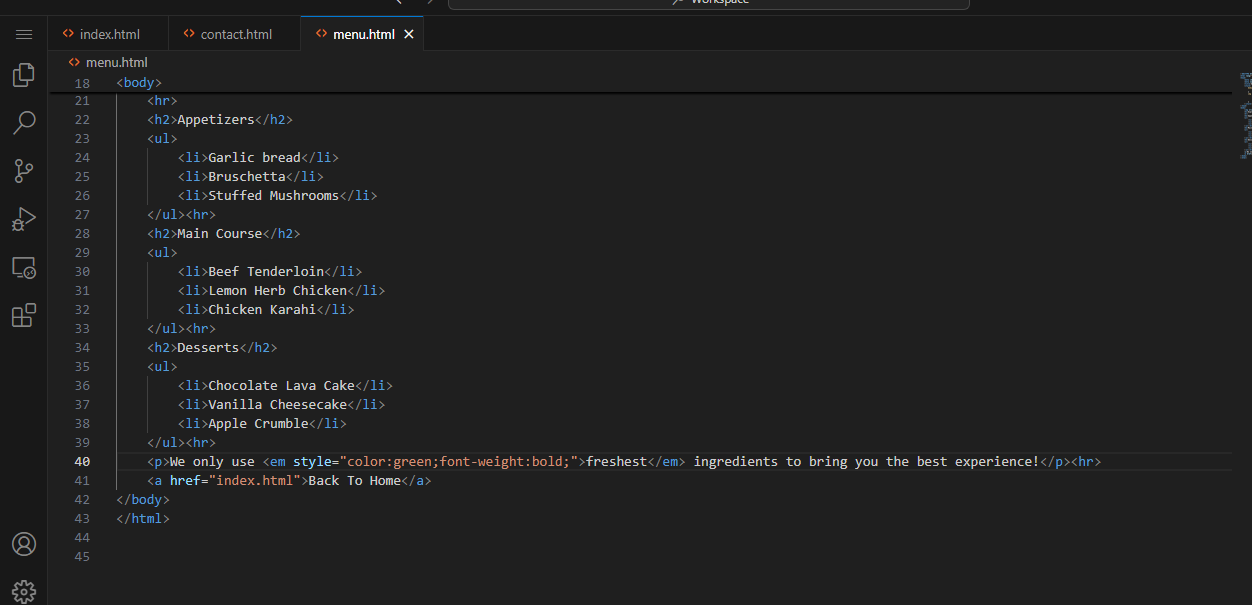 Workspace
index.html contact.html menu.html
menu.html
18 <body>
21 <hr>
22 <h2>Appetizers</h2>
23 <ul>
24 <li>Garlic bread</li>
25 <li>Bruschetta</li>
26 <li>Stuffed Mushrooms</li>
27 </ul><hr>
28 <h2>Main Course</h2>
29 <ul>
30 <li>Beef Tenderloin</li>
31 <li>Lemon Herb Chicken</li>
32 <li>Chicken Karahi</li>
33 </ul><hr>
34 <h2>Desserts</h2>
35 <ul>
36 <li>Chocolate Lava Cake</li>
37 <li>Vanilla Cheesecake</li>
38 <li>Apple Crumble</li>
39 </ul><hr>
40 <p>We only use <em style="color:green;font-weight:bold;">freshest</em> ingredients to bring you the best experience!</p><hr>
41 <a href="index.html">Back To Home</a>
42 </body>
43 </html>
44
45